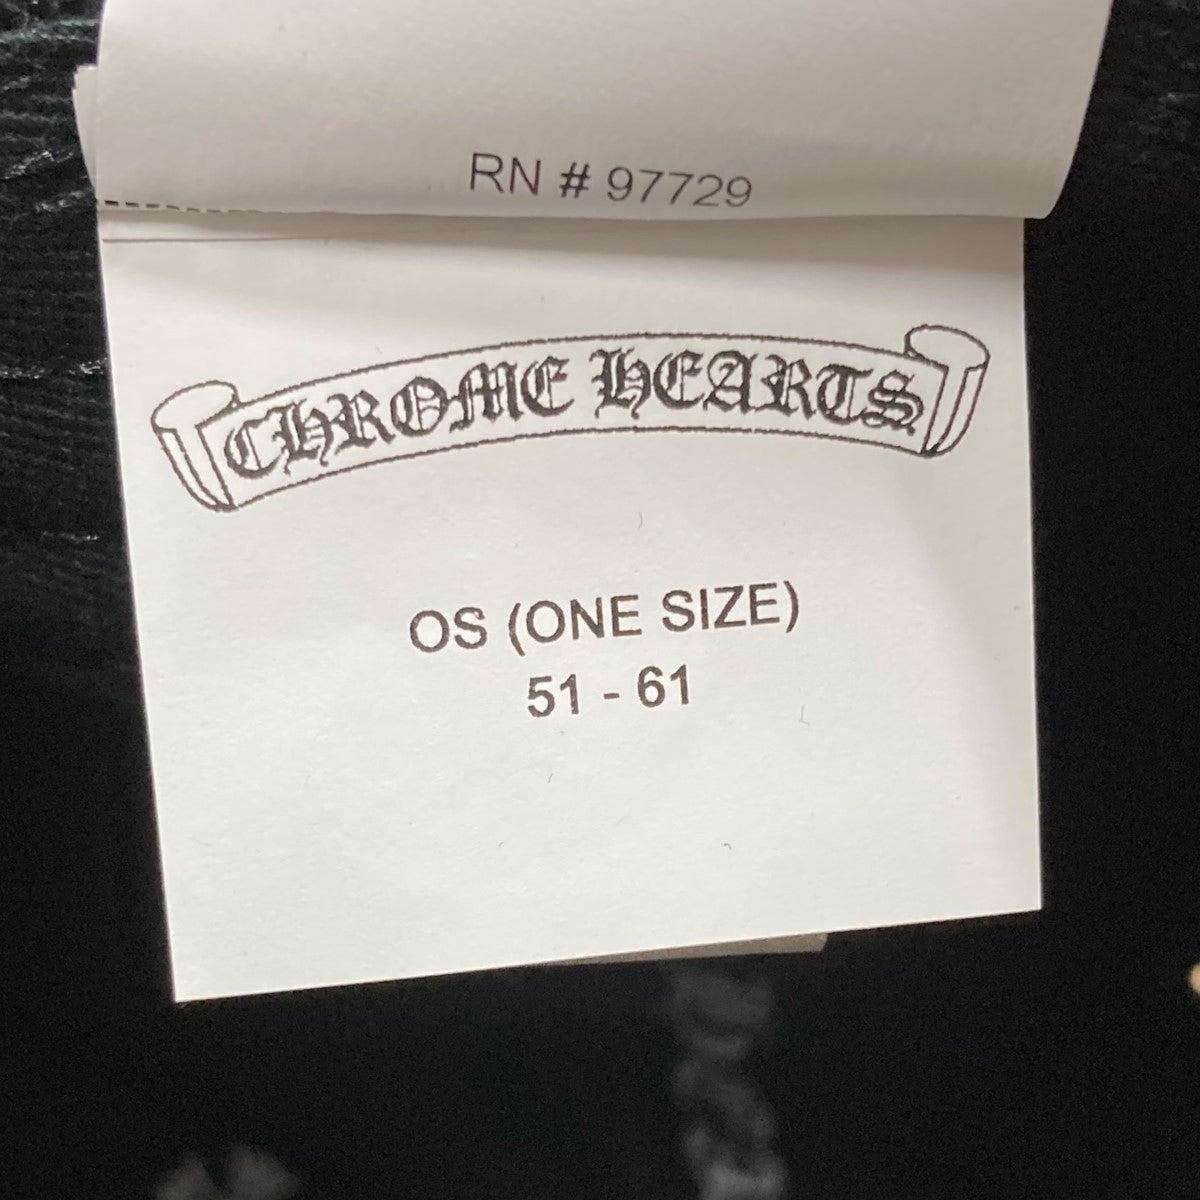 RN # 97729
CHROME HEARTS
OS (ONE SIZE)
51 - 61